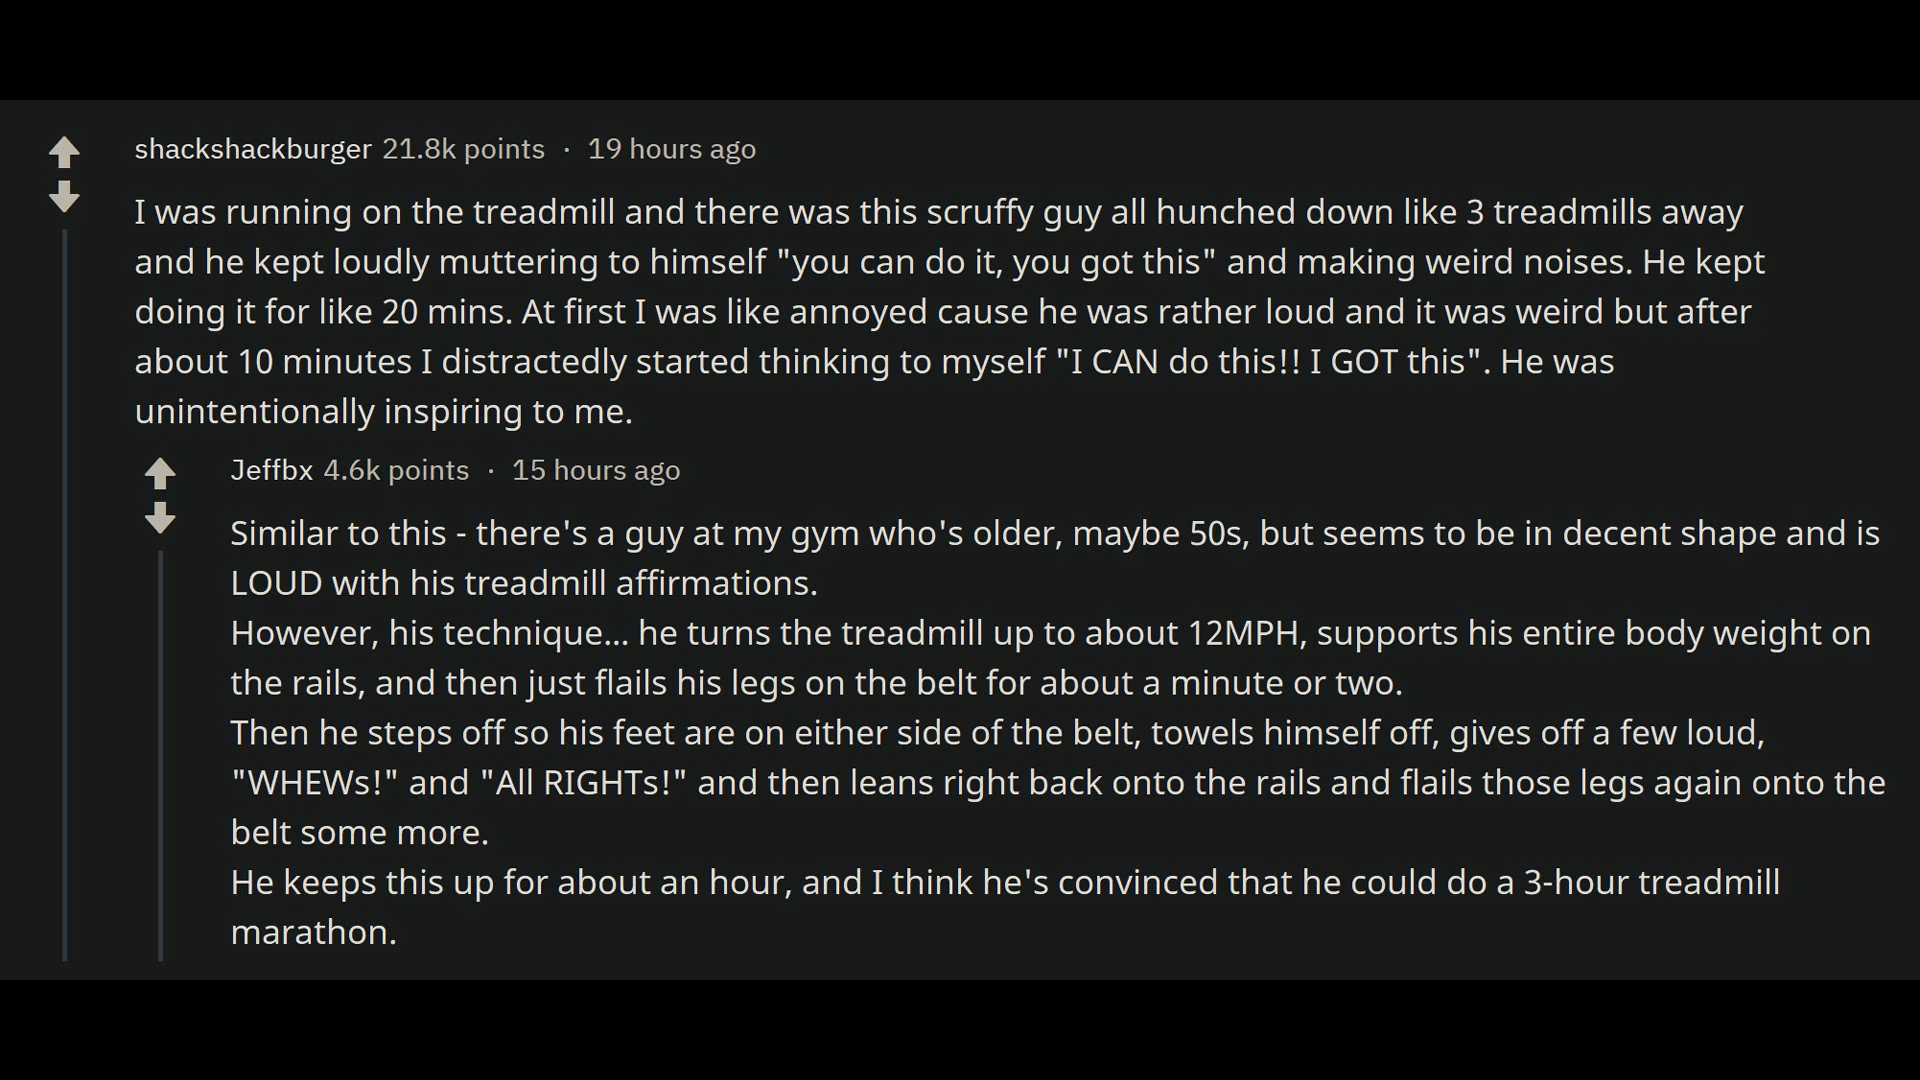 shackshackburger 21.8k points · 19 hours ago
I was running on the treadmill and there was this scruffy guy all hunched down like 3 treadmills away
and he kept loudly muttering to himself "you can do it, you got this" and making weird noises. He kept
doing it for like 20 mins. At first I was like annoyed cause he was rather loud and it was weird but after
about 10 minutes I distractedly started thinking to myself "I CAN do this!! I GOT this". He was
unintentionally inspiring to me.
Jeffbx 4.6k points · 15 hours ago
Similar to this - there's a guy at my gym who's older, maybe 50s, but seems to be in decent shape and is
LOUD with his treadmill affirmations.
However, his technique... he turns the treadmill up to about 12MPH, supports his entire body weight on
the rails, and then just flails his legs on the belt for about a minute or two.
Then he steps off so his feet are on either side of the belt, towels himself off, gives off a few loud,
"WHEWs!" and "All RIGHTs!" and then leans right back onto the rails and flails those legs again onto the
belt some more.
He keeps this up for about an hour, and I think he's convinced that he could do a 3-hour treadmill
marathon.